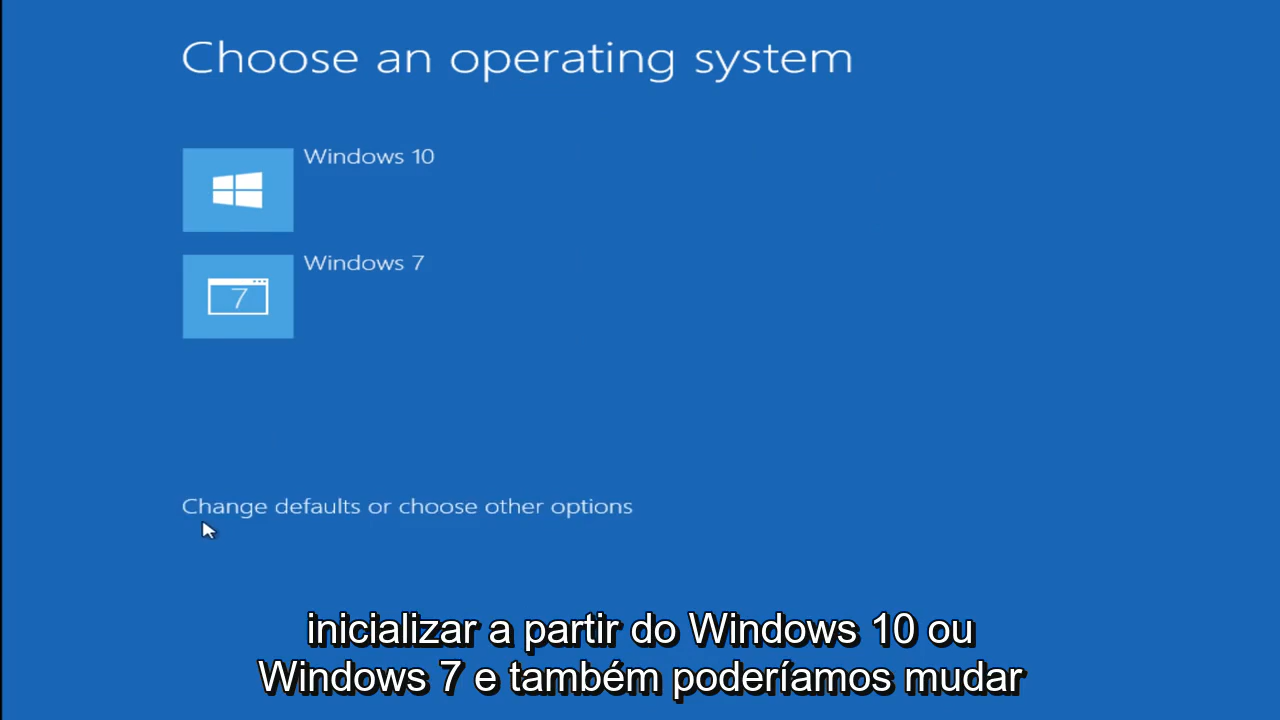 Choose an operating system
Windows 10
Windows 7
7
Change defaults or choose other options
inicializar a partir do Windows 10 ou
Windows 7 e também poderíamos mudar